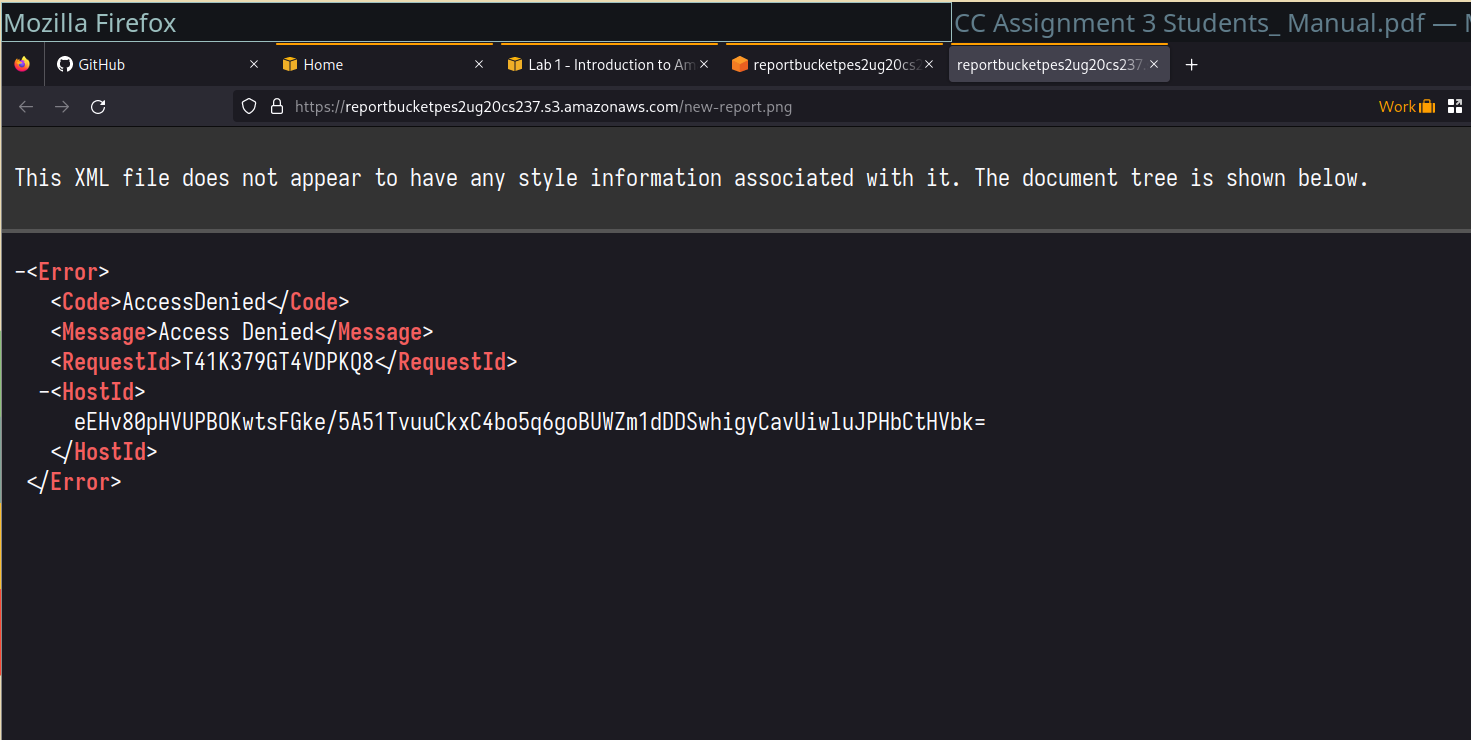 Mozilla Firefox
CC Assignment 3 Students_ Manual.pdf —
GitHub
Home
Lab 1 - Introduction to Am
reportbucketpes2ug20cs2
reportbucketpes2ug20cs237.
https://reportbucketpes2ug20cs237.s3.amazonaws.com/new-report.png
Work
This XML file does not appear to have any style information associated with it. The document tree is shown below.
-<Error>
<Code>AccessDenied</Code>
<Message>Access Denied</Message>
<RequestId>T41K379GT4VDPKQ8</RequestId>
-<HostId>
eEHv80pHVUPBOKwtsFGke/5A51TvuuCkxC4bo5q6goBUWZm1dDDSwhigyCavUiwluJPHbCtHVbk=
</HostId>
</Error>